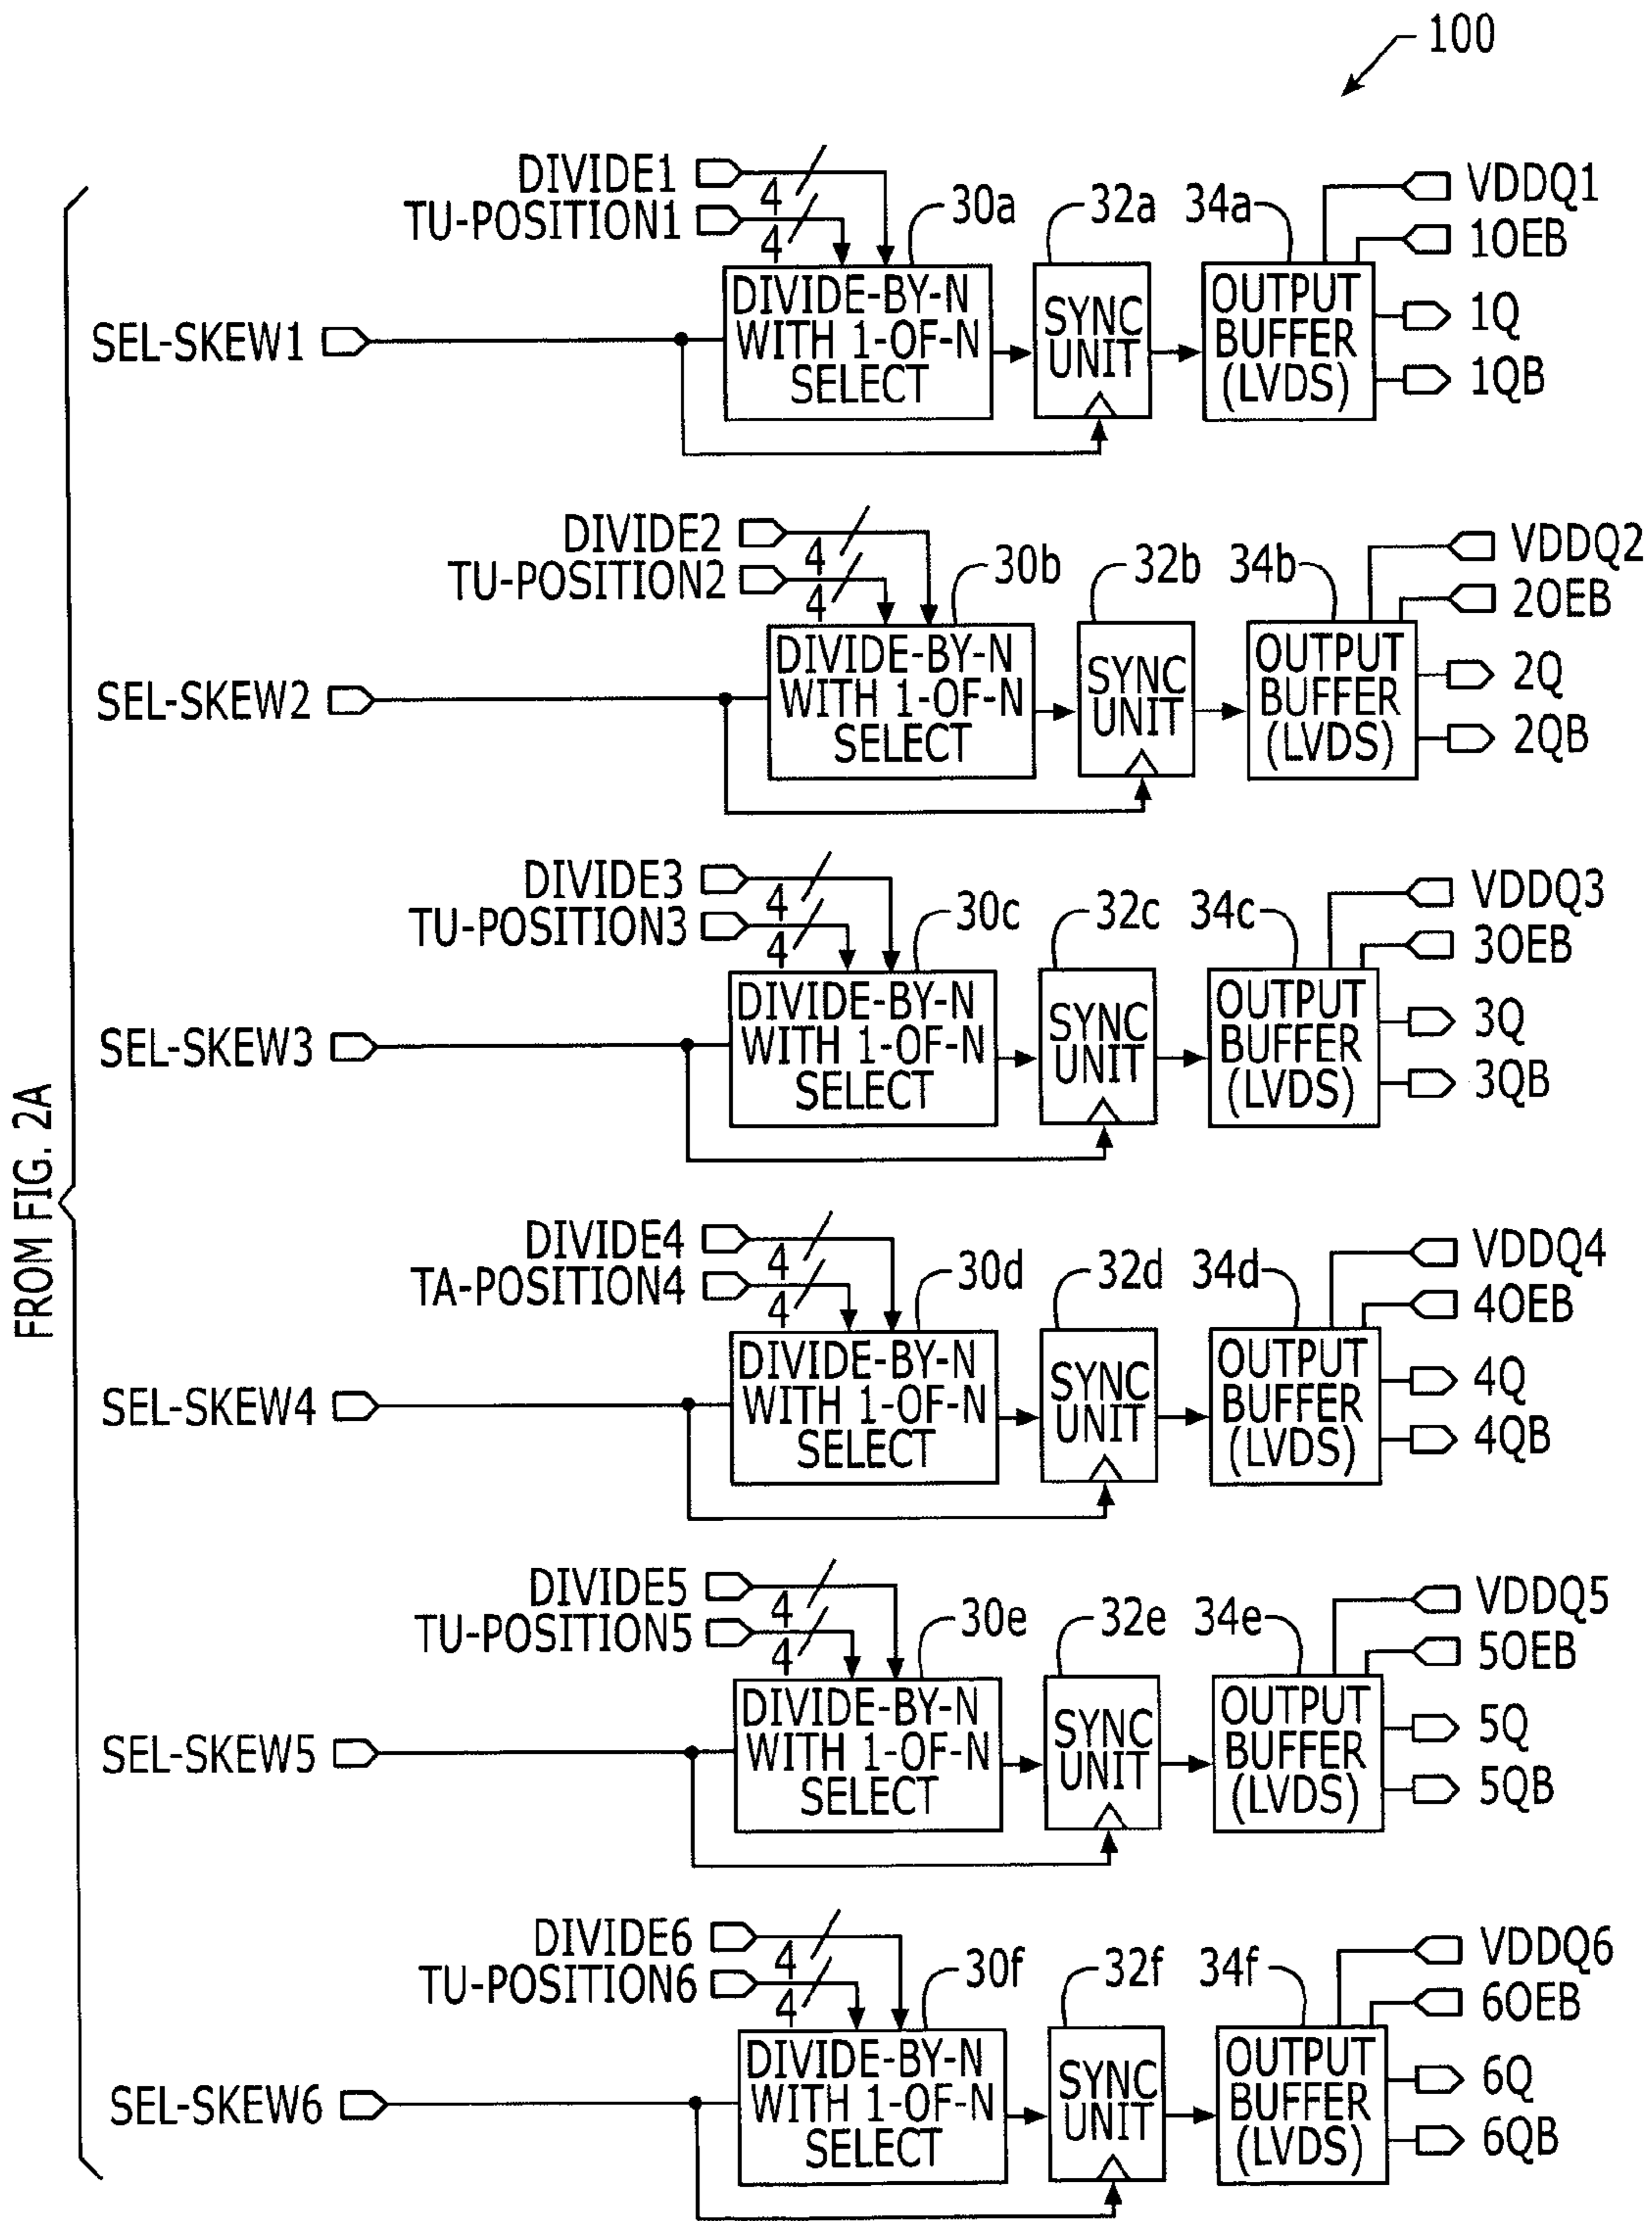 100
DIVIDE1
4
TU-POSITION1
4
30a
32a
34a
VDDQ1
1OEB
SEL-SKEW1
DIVIDE-BY-N
WITH 1-OF-N
SELECT
SYNC
UNIT
OUTPUT
BUFFER
(LVDS)
1Q
1QB
DIVIDE2
4
TU-POSITION2
4
30b
32b
34b
VDDQ2
2OEB
SEL-SKEW2
DIVIDE-BY-N
WITH 1-OF-N
SELECT
SYNC
UNIT
OUTPUT
BUFFER
(LVDS)
2Q
2QB
DIVIDE3
4
TU-POSITION3
4
30c
32c
34c
VDDQ3
3OEB
SEL-SKEW3
DIVIDE-BY-N
WITH 1-OF-N
SELECT
SYNC
UNIT
OUTPUT
BUFFER
(LVDS)
3Q
3QB
FROM FIG. 2A
DIVIDE4
4
TA-POSITION4
4
30d
32d
34d
VDDQ4
4OEB
SEL-SKEW4
DIVIDE-BY-N
WITH 1-OF-N
SELECT
SYNC
UNIT
OUTPUT
BUFFER
(LVDS)
4Q
4QB
DIVIDE5
4
TU-POSITION5
4
30e
32e
34e
VDDQ5
5OEB
SEL-SKEW5
DIVIDE-BY-N
WITH 1-OF-N
SELECT
SYNC
UNIT
OUTPUT
BUFFER
(LVDS)
5Q
5QB
DIVIDE6
4
TU-POSITION6
4
30f
32f
34f
VDDQ6
6OEB
SEL-SKEW6
DIVIDE-BY-N
WITH 1-OF-N
SELECT
SYNC
UNIT
OUTPUT
BUFFER
(LVDS)
6Q
6QB